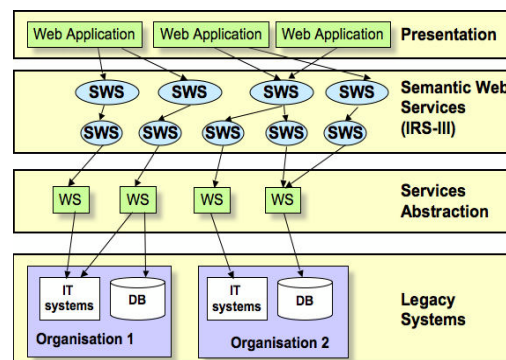 Web Application Web Application Web Application Presentation
SWS SWS SWS SWS Semantic Web
Services
(IRS-III)
SWS SWS SWS SWS SWS
WS WS WS WS Services
Abstraction
IT
systems DB IT
systems DB Legacy
Systems
Organisation 1 Organisation 2